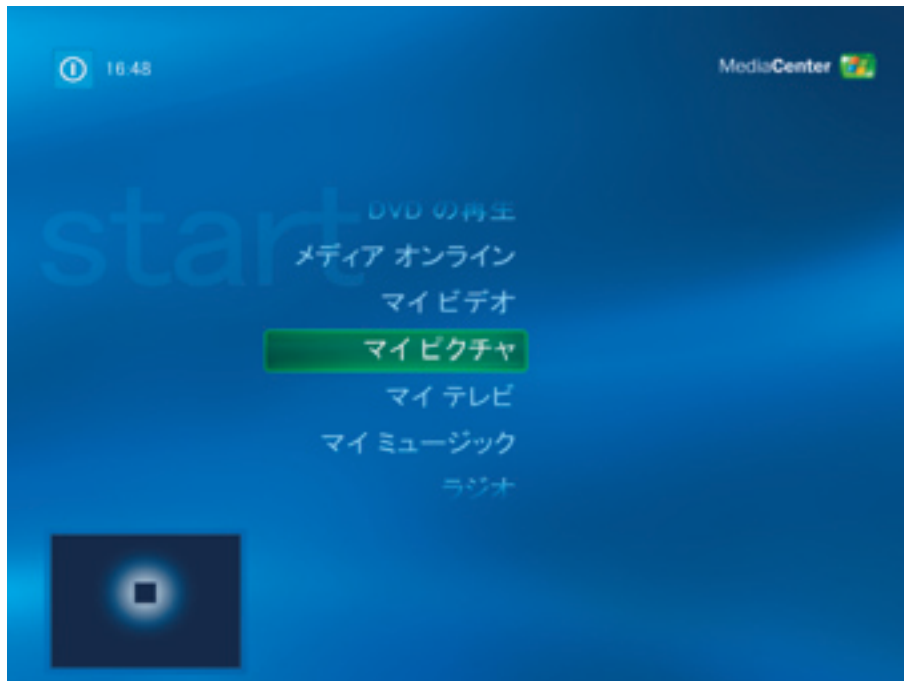 16:48
MediaCenter
start
DVD の再生
メディア オンライン
マイ ビデオ
マイ ピクチャ
マイ テレビ
マイ ミュージック
ラジオ